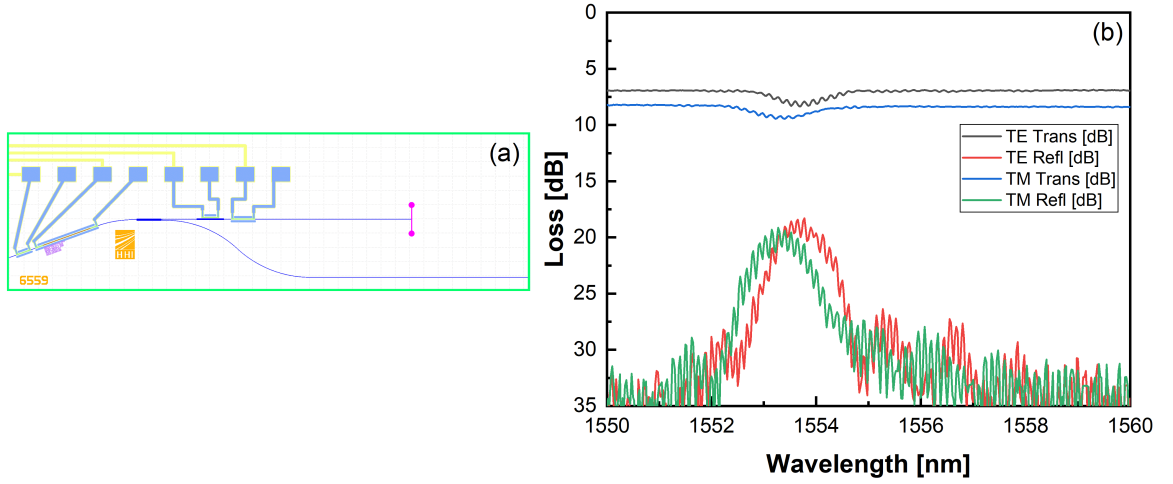 (a)
HHI
6559
(b)
0
5
10
15
20
25
30
35
Loss [dB]
TE Trans [dB]
TE Refl [dB]
TM Trans [dB]
TM Refl [dB]
1550
1552
1554
1556
1558
1560
Wavelength [nm]